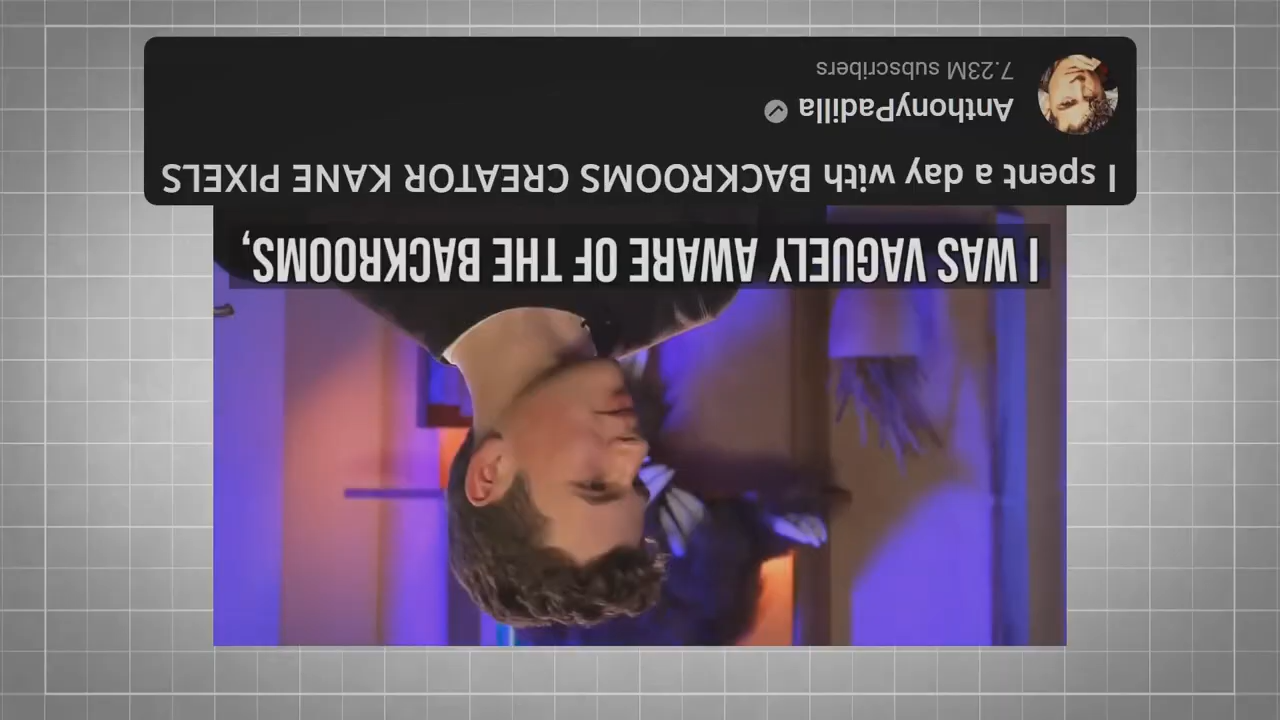 I WAS VAGUELY AWARE OF THE BACKROOMS,
I spent a day with BACKROOMS CREATOR KANE PIXELS
AnthonyPadilla
7.23M subscribers